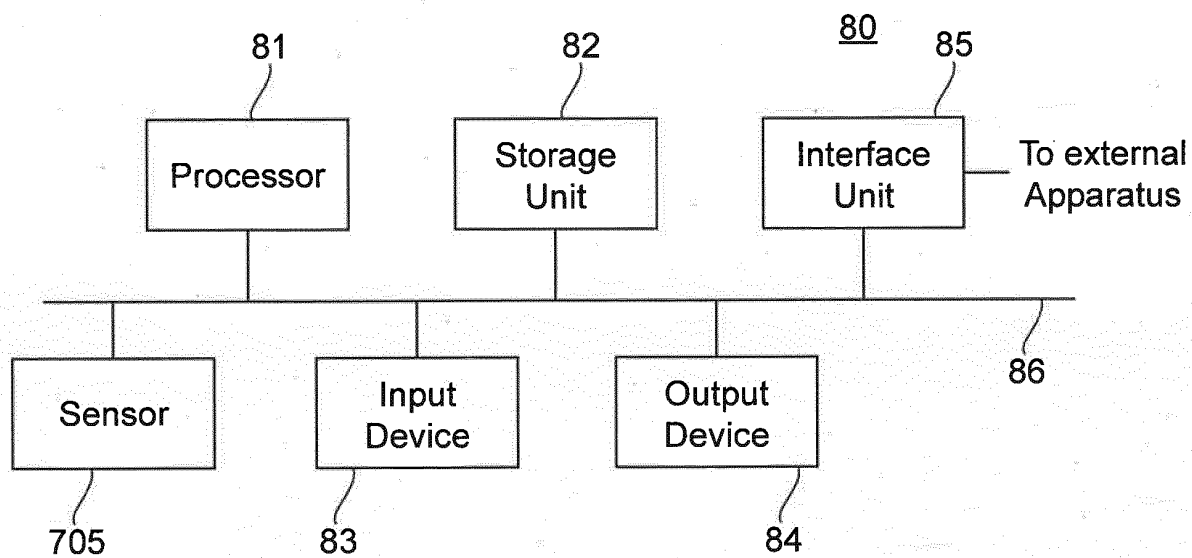 80
81
82
85
Processor
Storage
Unit
Interface
Unit
To external
Apparatus
86
Sensor
Input
Device
Output
Device
705
83
84